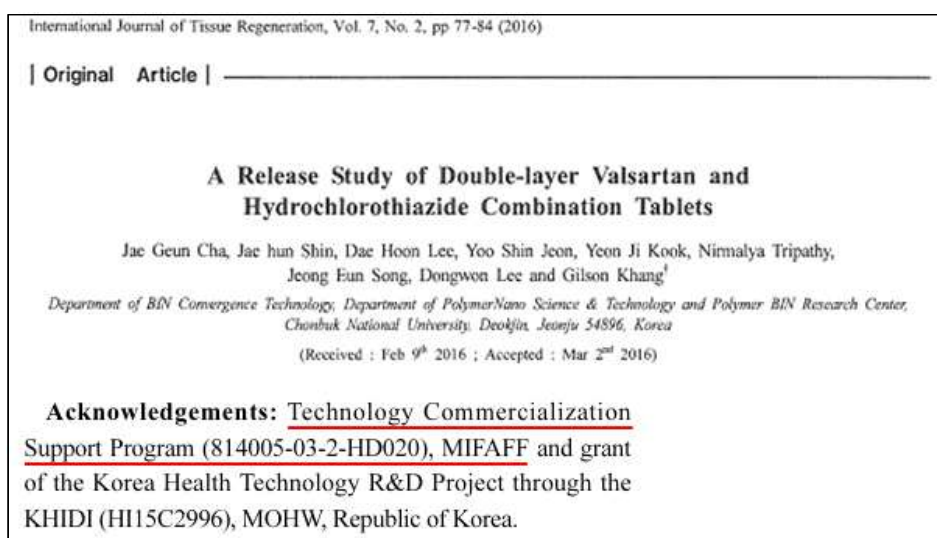 International Journal of Tissue Regeneration, Vol. 7, No. 2, pp 77-84 (2016)
| Original Article |
A Release Study of Double-layer Valsartan and
Hydrochlorothiazide Combination Tablets
Jae Geun Cha, Jae hun Shin, Dae Hoon Lee, Yoo Shin Jeon, Yeon Ji Kook, Nirmalya Tripathy,
Jeong Eun Song, Dongwon Lee and Gilson Khang†
Department of BIN Convergence Technology, Department of PolymerNano Science & Technology and Polymer BIN Research Center,
Chonbuk National University, Deokjin, Jeonju 54896, Korea
(Received : Feb 9th 2016 ; Accepted : Mar 2nd 2016)
Acknowledgements: Technology Commercialization
Support Program (814005-03-2-HD020), MIFAFF and grant
of the Korea Health Technology R&D Project through the
KHIDI (HI15C2996), MOHW, Republic of Korea.